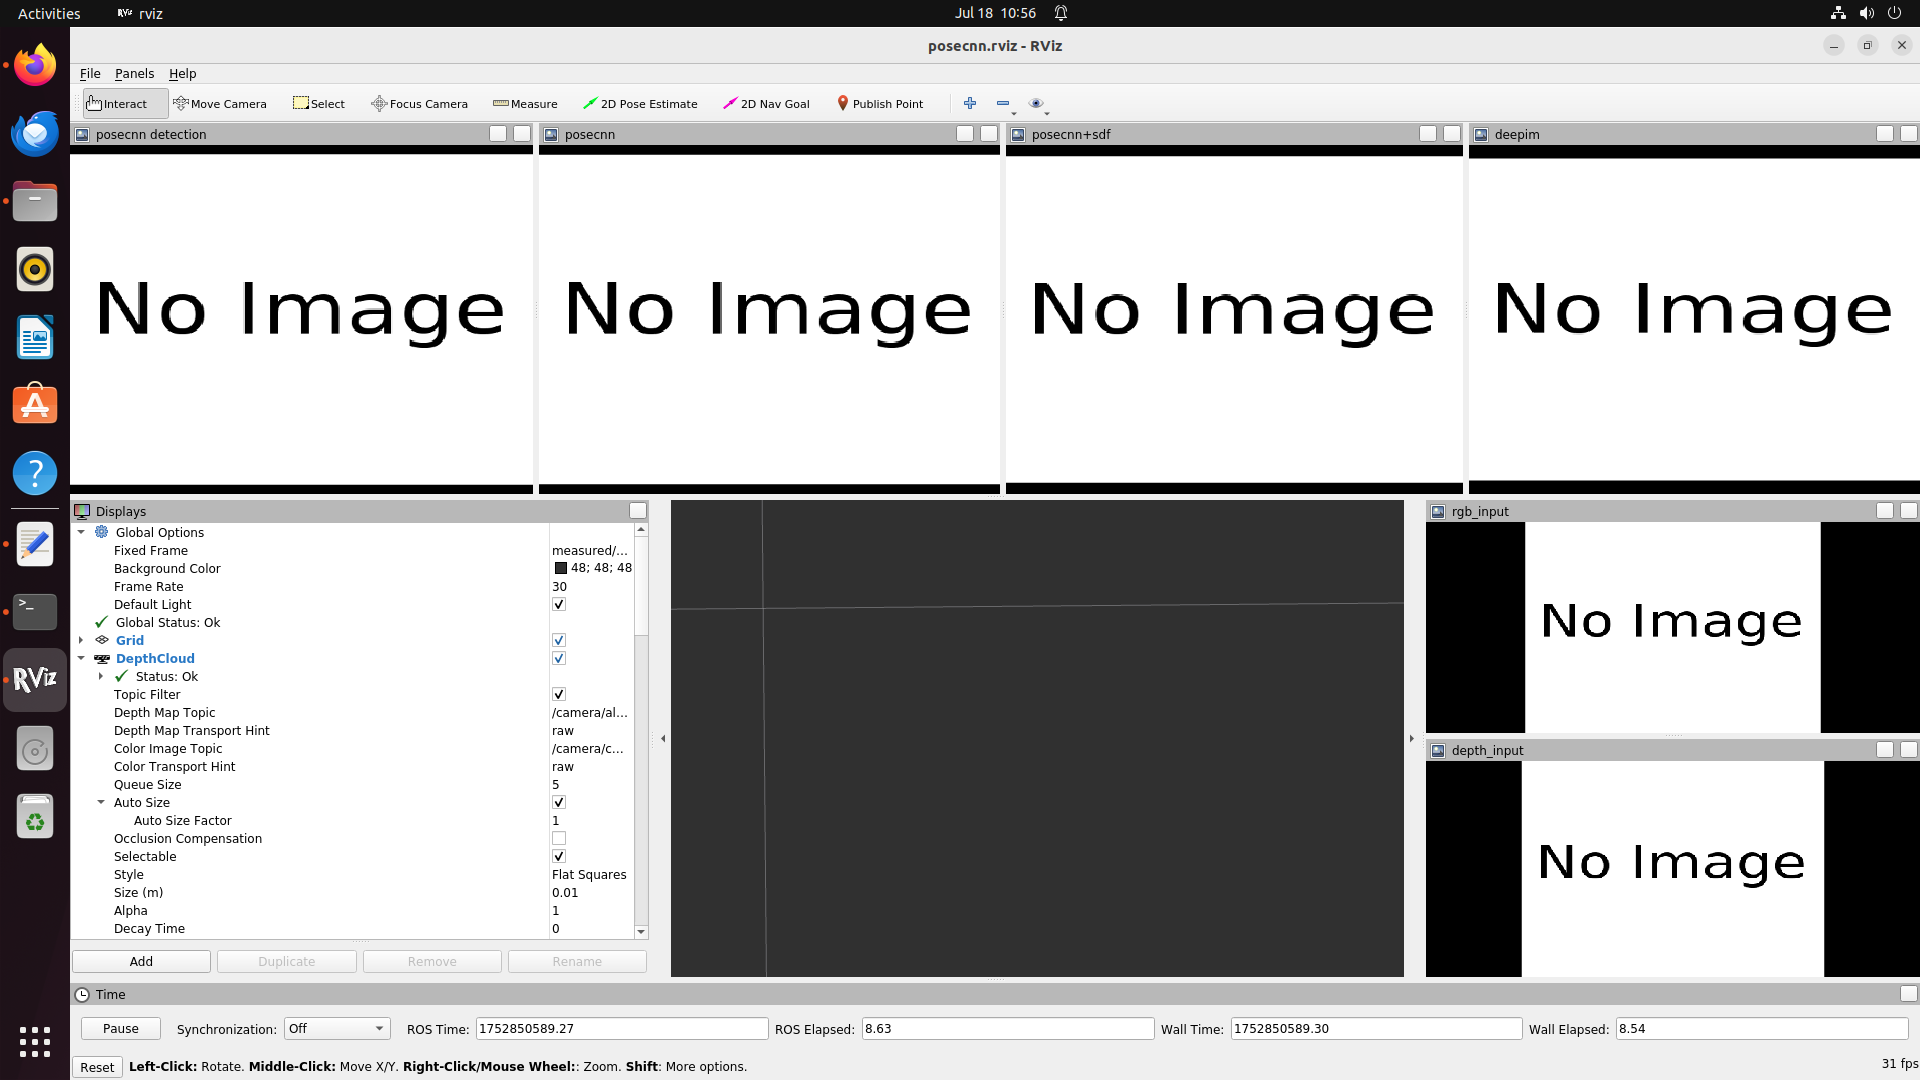 Activities RViz rviz Jul 18 10:56
posecnn.rviz - RViz
File Panels Help
Interact Move Camera Select Focus Camera Measure 2D Pose Estimate 2D Nav Goal Publish Point
posecnn detection posecnn posecnn+sdf deepim
No Image No Image No Image No Image
Displays
Global Options
Fixed Frame measured/...
Background Color 48; 48; 48
Frame Rate 30
Default Light
Global Status: Ok
Grid
DepthCloud
Status: Ok
Topic Filter
Depth Map Topic /camera/al...
Depth Map Transport Hint raw
Color Image Topic /camera/c...
Color Transport Hint raw
Queue Size 5
Auto Size
Auto Size Factor 1
Occlusion Compensation
Selectable
Style Flat Squares
Size (m) 0.01
Alpha 1
Decay Time 0
Add Duplicate Remove Rename
RViz
rgb_input
No Image
depth_input
No Image
Time
Pause Synchronization: Off ROS Time: 1752850589.27 ROS Elapsed: 8.63 Wall Time: 1752850589.30 Wall Elapsed: 8.54
Reset Left-Click: Rotate. Middle-Click: Move X/Y. Right-Click/Mouse Wheel:: Zoom. Shift: More options. 31 fps